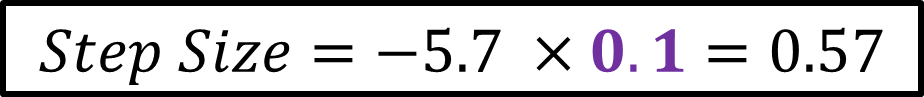 Step Size = −5.7 × 0.1 = 0.57